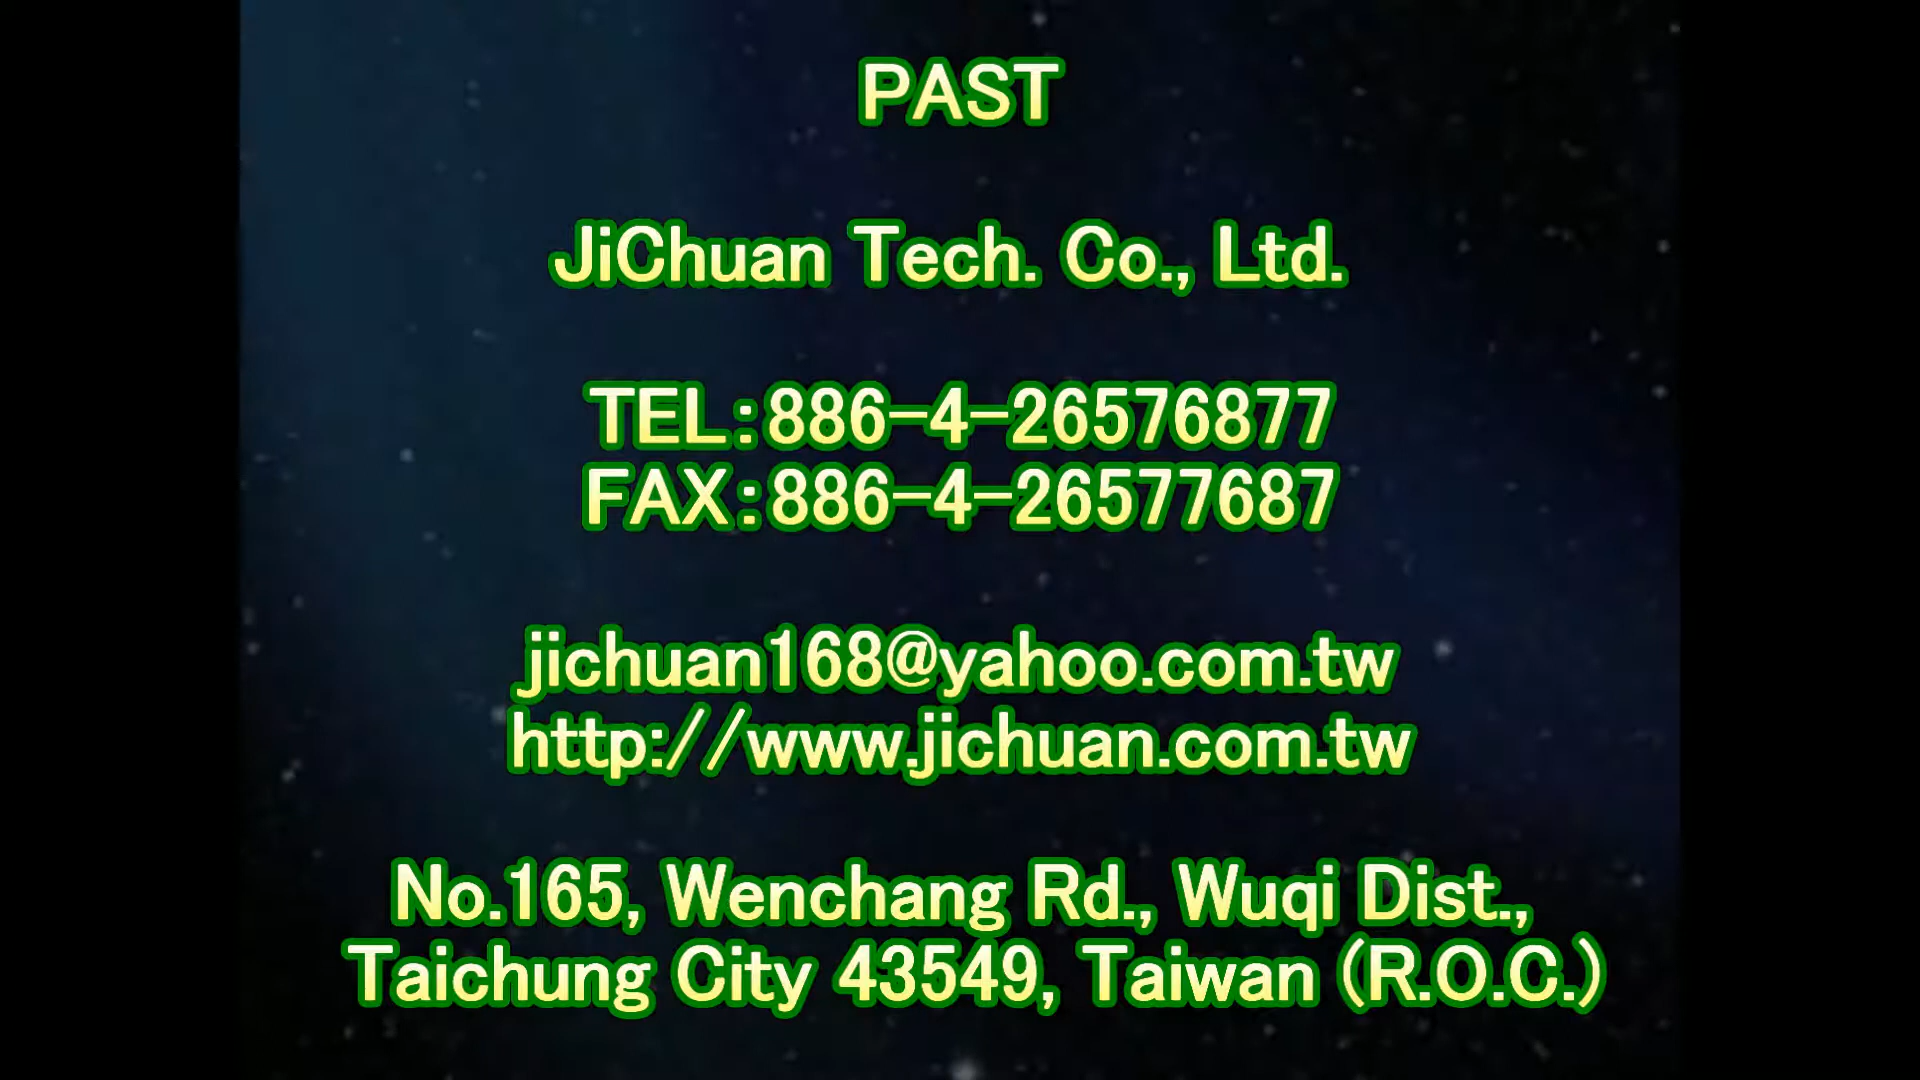 PAST
JiChuan Tech. Co., Ltd.
TEL:886-4-26576877
FAX:886-4-26577687
jichuan168@yahoo.com.tw
http://www.jichuan.com.tw
No.165, Wenchang Rd., Wuqi Dist.,
Taichung City 43549, Taiwan (R.O.C.)